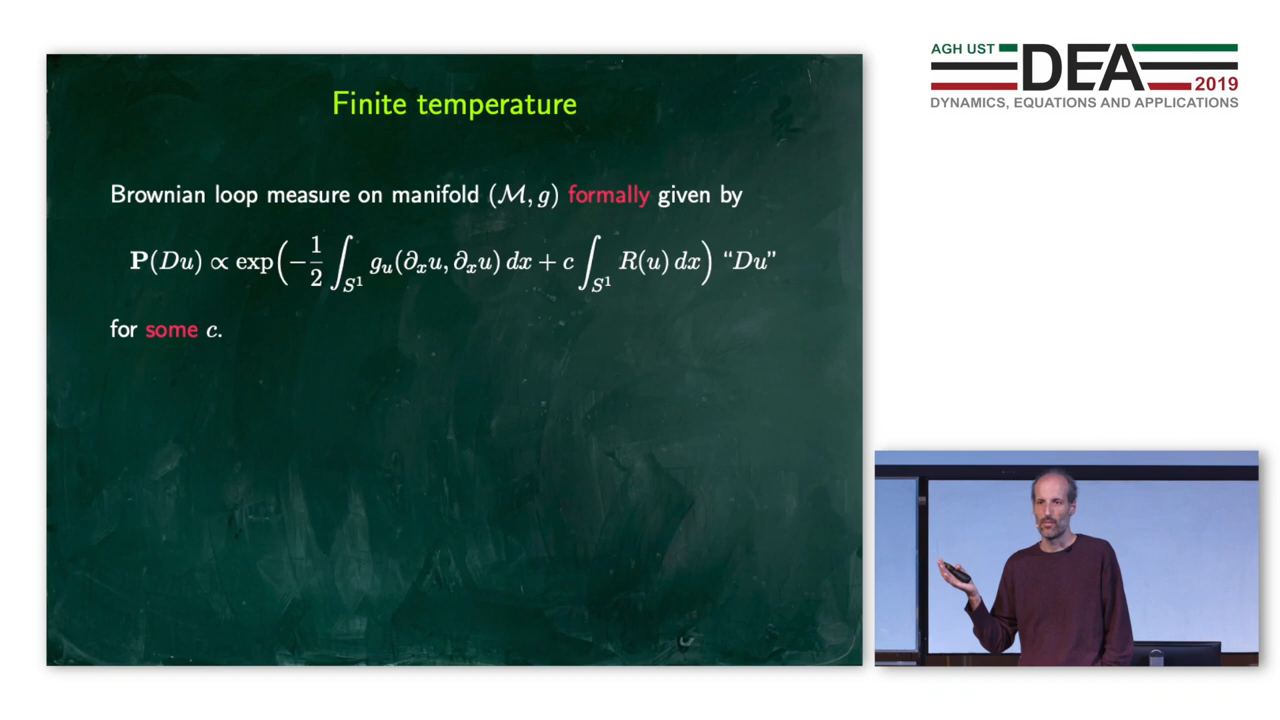 Finite temperature
Brownian loop measure on manifold (ℳ, g) formally given by
P(Du) ∝ exp(−1/2 ∫_{S¹} g_u(∂_x u, ∂_x u) dx + c ∫_{S¹} R(u) dx) “Du”
for some c.
AGH UST
DEA
2019
DYNAMICS, EQUATIONS AND APPLICATIONS